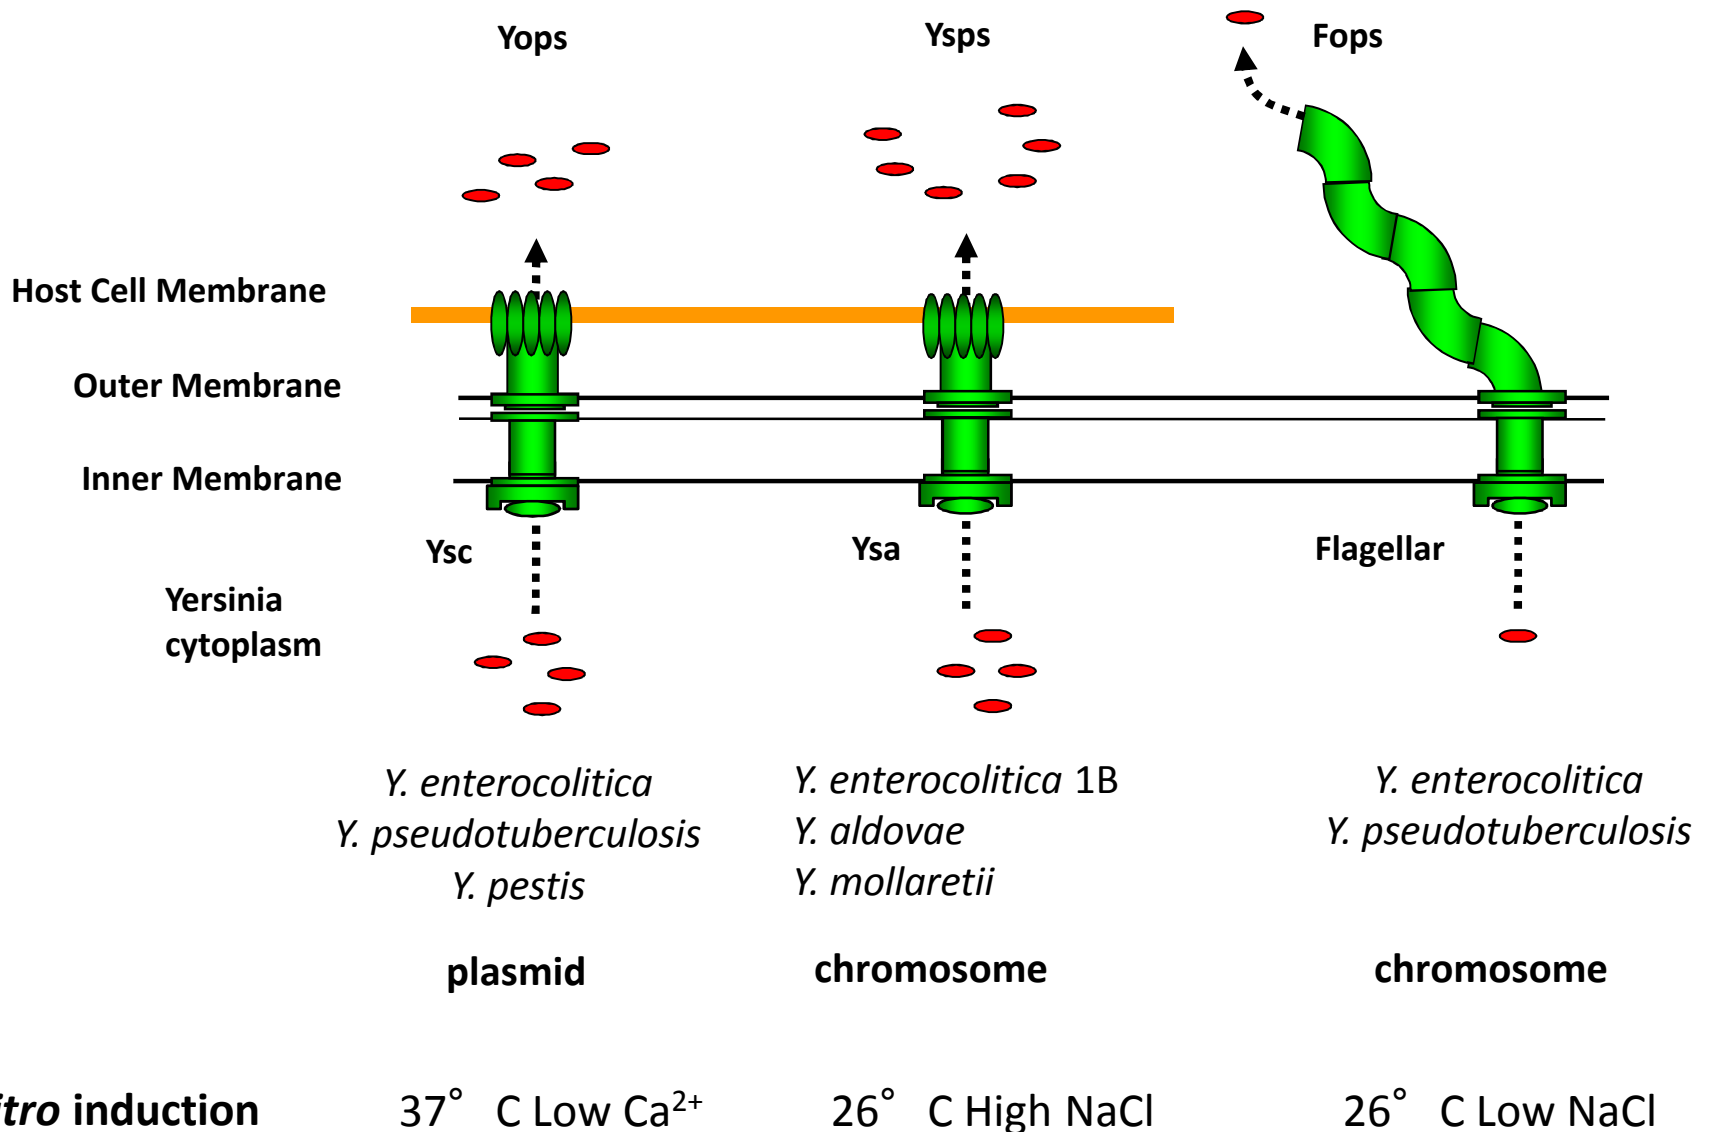 Yops
Ysps
Fops
Host Cell Membrane
Outer Membrane
Inner Membrane
Ysc
Ysa
Flagellar
Yersinia
cytoplasm
Y. enterocolitica
Y. pseudotuberculosis
Y. pestis
Y. enterocolitica 1B
Y. aldovae
Y. mollaretii
Y. enterocolitica
Y. pseudotuberculosis
plasmid
chromosome
chromosome
itro induction
37° C Low Ca²⁺
26° C High NaCl
26° C Low NaCl